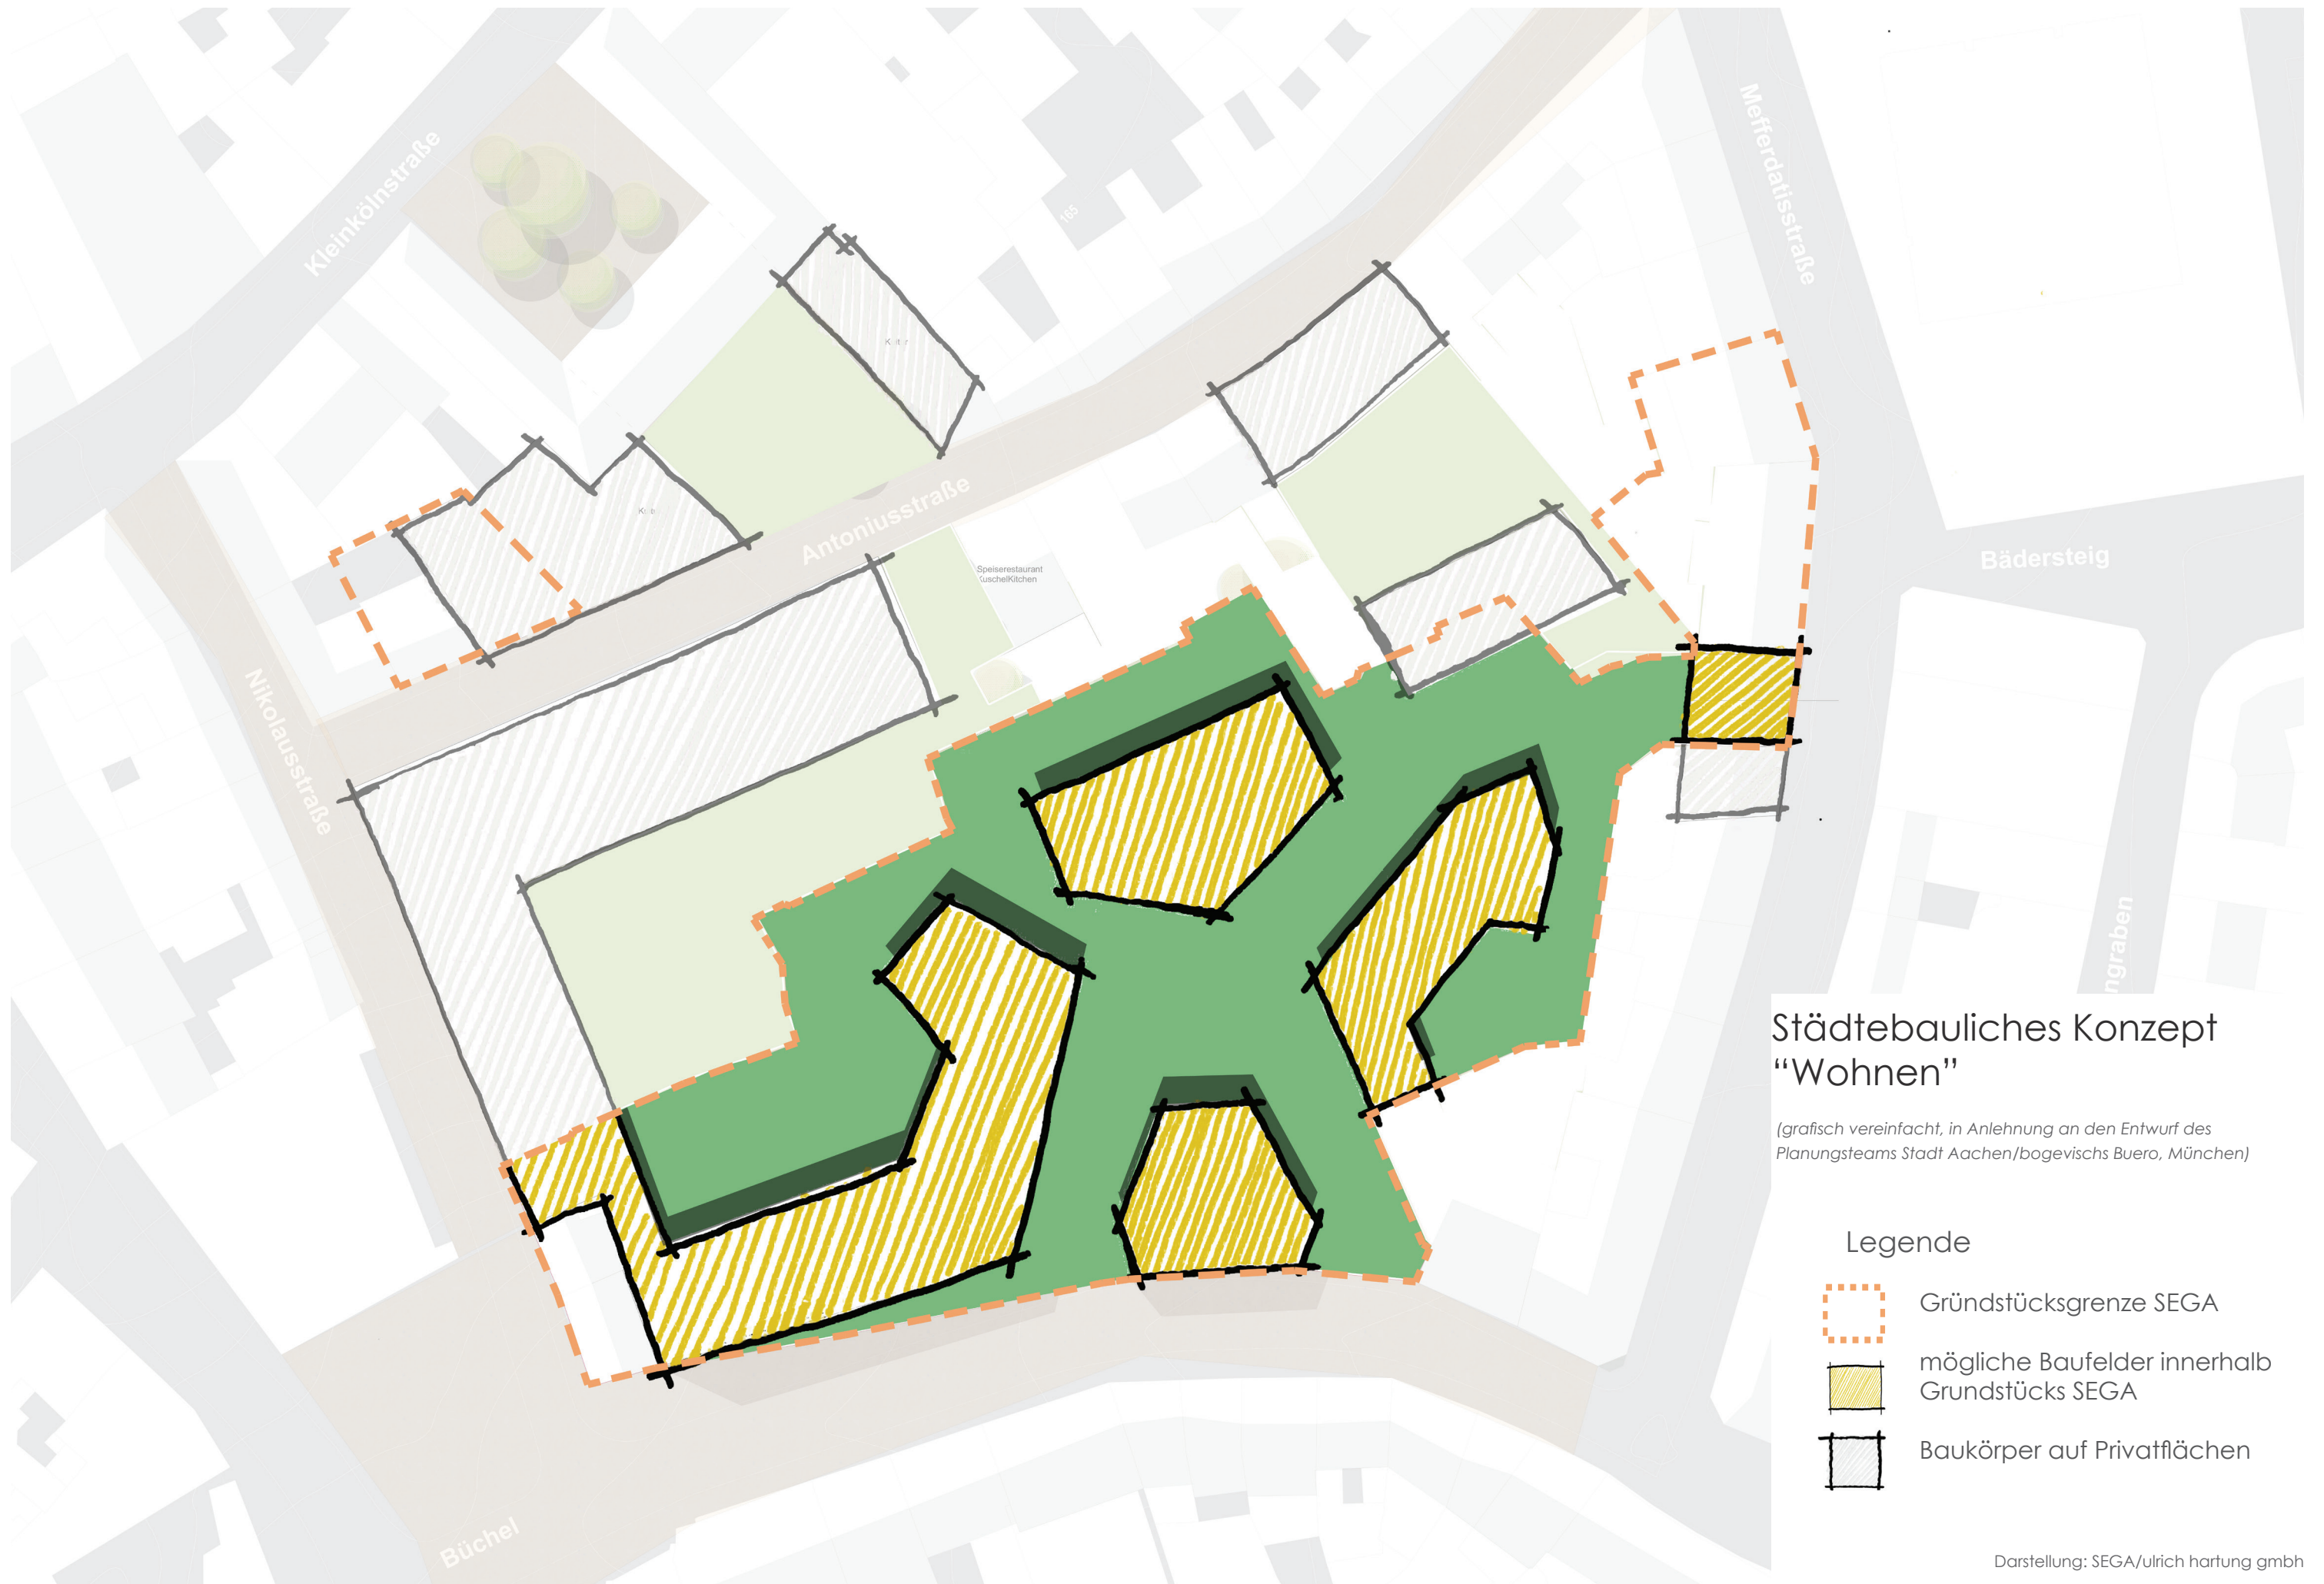 Kleinkölnstraße
Mefferdatisstraße
165
Antoniusstraße
Speiserestaurant
KuschelKitchen
Bädersteig
Nikolausstraße
ngraben
Büchel
Städtebauliches Konzept
“Wohnen”
(grafisch vereinfacht, in Anlehnung an den Entwurf des
Planungsteams Stadt Aachen/bogevischs Buero, München)
Legende
Gründstücksgrenze SEGA
mögliche Baufelder innerhalb
Grundstücks SEGA
Baukörper auf Privatflächen
Darstellung: SEGA/ulrich hartung gmbh